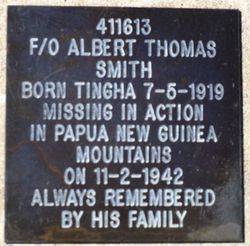 411613
F/O ALBERT THOMAS
SMITH
BORN TINGHA 7-5-1919
MISSING IN ACTION
IN PAPUA NEW GUINEA
MOUNTAINS
ON 11-2-1942
ALWAYS REMEMBERED
BY HIS FAMILY